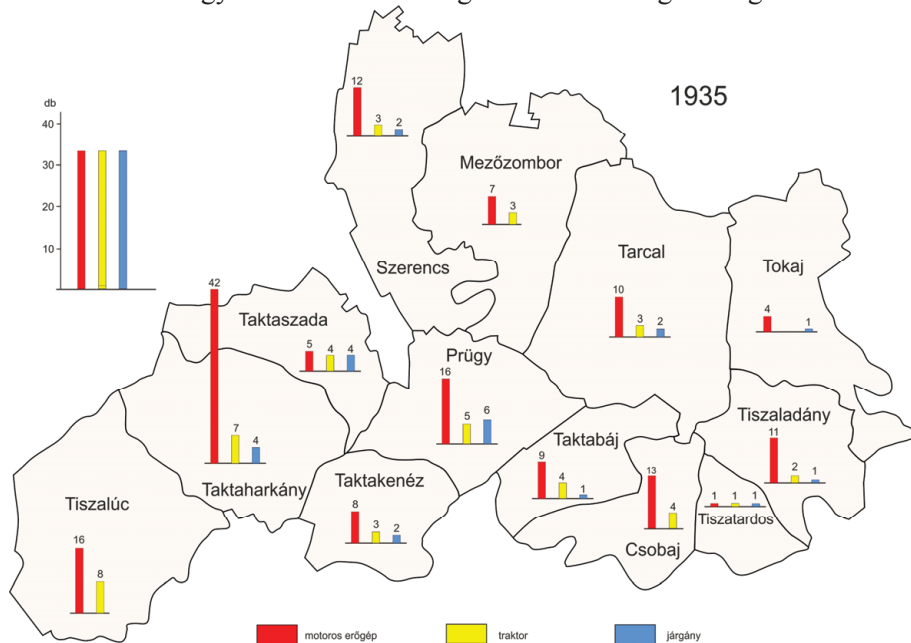 1935
db
40
30
20
10
12
3
2
Szerencs
Mezőzombor
7
3
Tarcal
10
3
2
Tokaj
4
1
42
7
4
Taktaharkány
Taktaszada
5
4
4
Prügy
16
5
6
Tiszaladány
11
2
1
Taktabáj
9
4
1
13
4
Csobaj
1
1
1
Tiszatardos
Taktakenéz
8
3
2
Tiszalúc
16
8
motoros erőgép
traktor
járgány